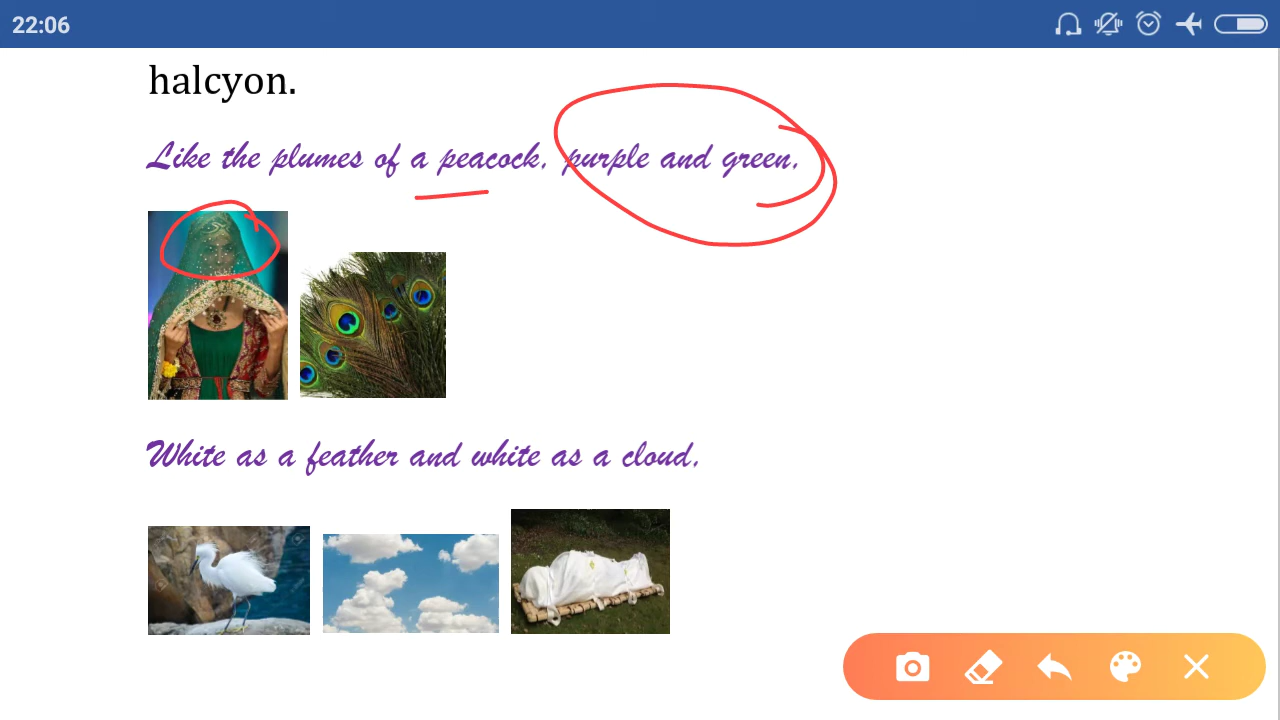 22:06
halcyon.
Like the plumes of a peacock, purple and green,
White as a feather and white as a cloud,